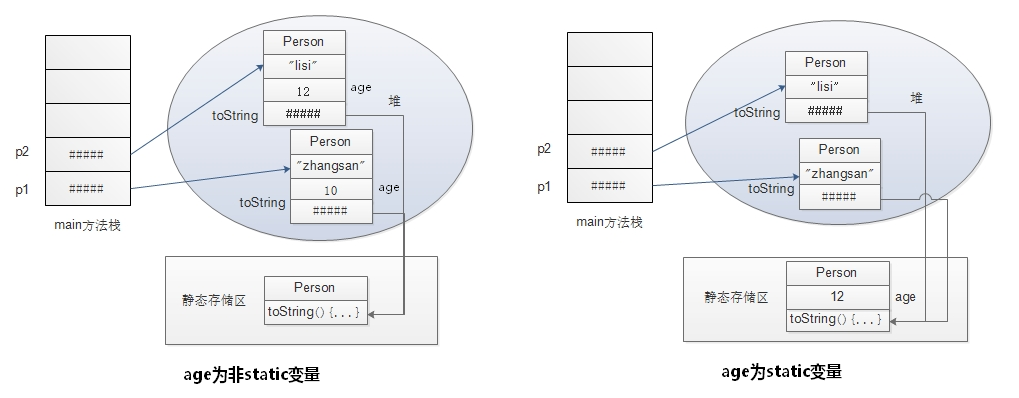 Person
"lisi"
12
age
堆
toString
#####
p2
#####
Person
"zhangsan"
p1
#####
10
age
toString
#####
main方法栈
静态存储区
Person
toString() {...}
age为非static变量
Person
"lisi"
堆
toString
#####
p2
#####
Person
"zhangsan"
p1
#####
toString
#####
main方法栈
静态存储区
Person
12
age
toString() {...}
age为static变量